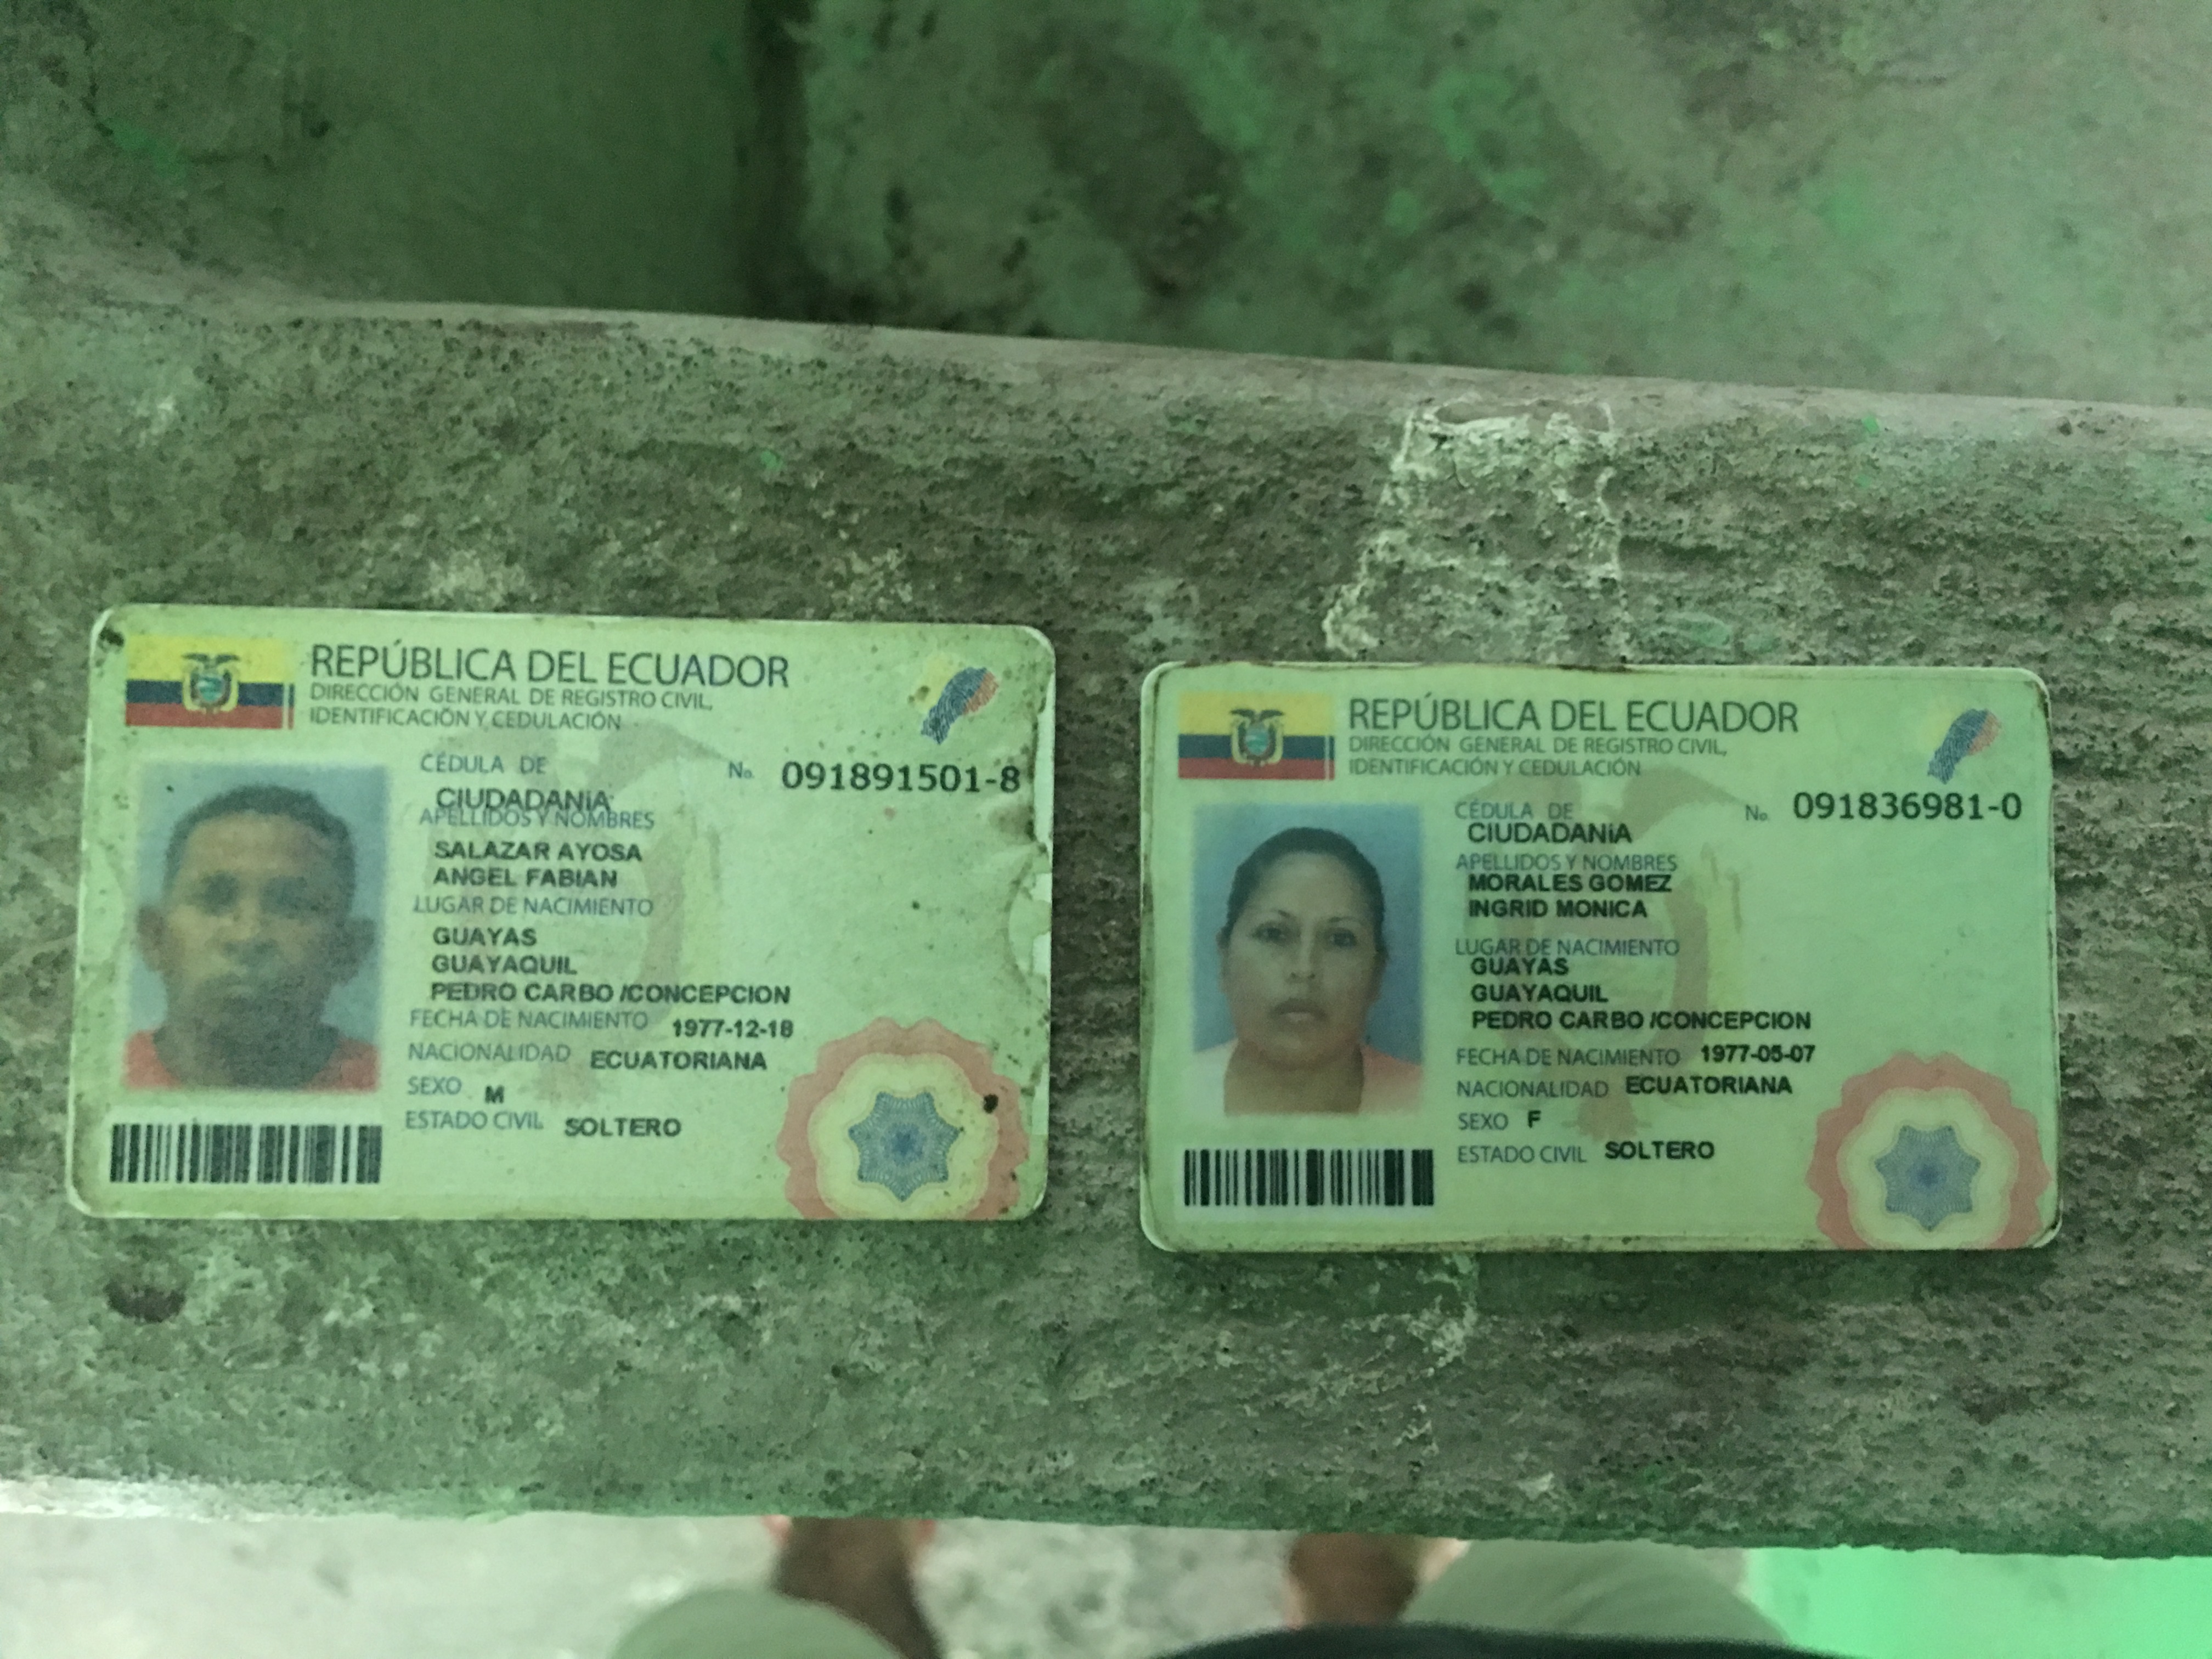 REPÚBLICA DEL ECUADOR
DIRECCIÓN GENERAL DE REGISTRO CIVIL,
IDENTIFICACIÓN Y CEDULACIÓN
CÉDULA DE No. 091891501-8
CIUDADANIA
APELLIDOS Y NOMBRES
SALAZAR AYOSA
ANGEL FABIAN
LUGAR DE NACIMIENTO
GUAYAS
GUAYAQUIL
PEDRO CARBO /CONCEPCION
FECHA DE NACIMIENTO 1977-12-18
NACIONALIDAD ECUATORIANA
SEXO M
ESTADO CIVIL SOLTERO
REPÚBLICA DEL ECUADOR
DIRECCIÓN GENERAL DE REGISTRO CIVIL,
IDENTIFICACIÓN Y CEDULACIÓN
CÉDULA DE No. 091836981-0
CIUDADANIA
APELLIDOS Y NOMBRES
MORALES GOMEZ
INGRID MONICA
LUGAR DE NACIMIENTO
GUAYAS
GUAYAQUIL
PEDRO CARBO /CONCEPCION
FECHA DE NACIMIENTO 1977-05-07
NACIONALIDAD ECUATORIANA
SEXO F
ESTADO CIVIL SOLTERO